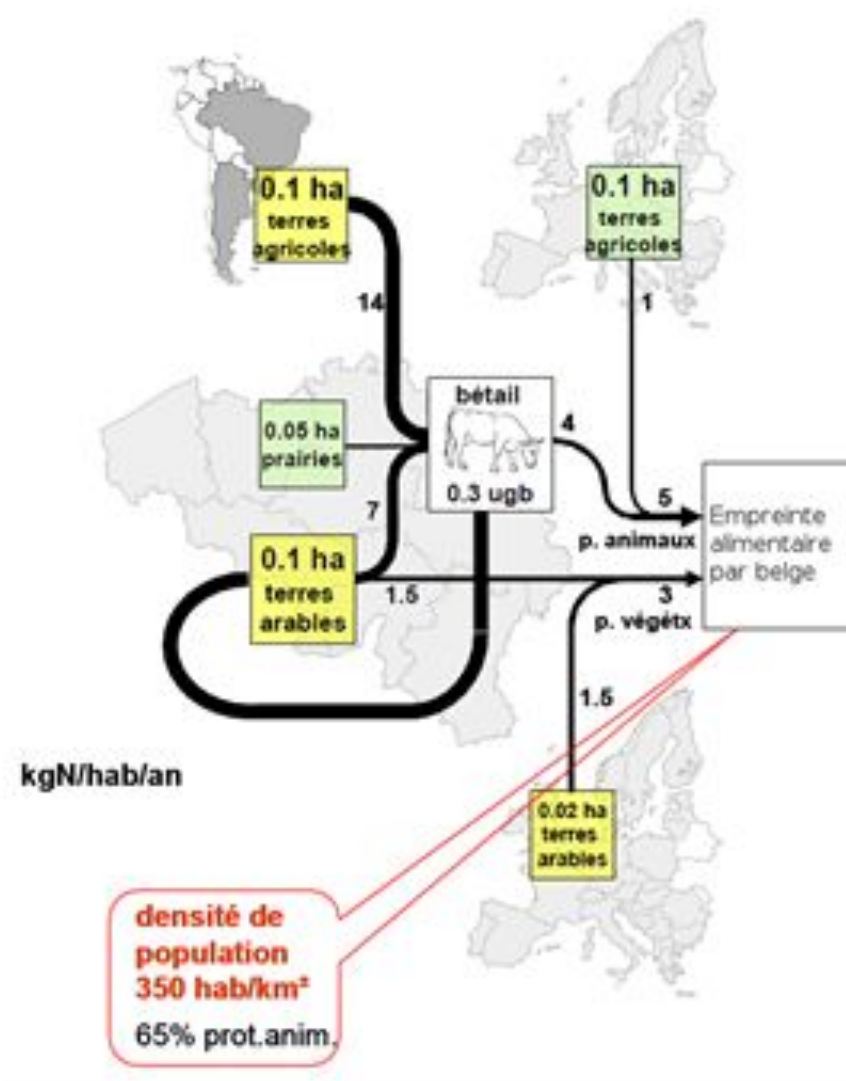 0.1 ha
terres
agricoles
0.1 ha
terres
agricoles
14
1
bétail
0.3 ugb
4
0.05 ha
prairies
7
5
p. animaux
Empreinte
alimentaire
par belge
0.1 ha
terres
arables
1.5
3
p. végétx
1.5
kgN/hab/an
0.02 ha
terres
arables
densité de
population
350 hab/km²
65% prot.anim.